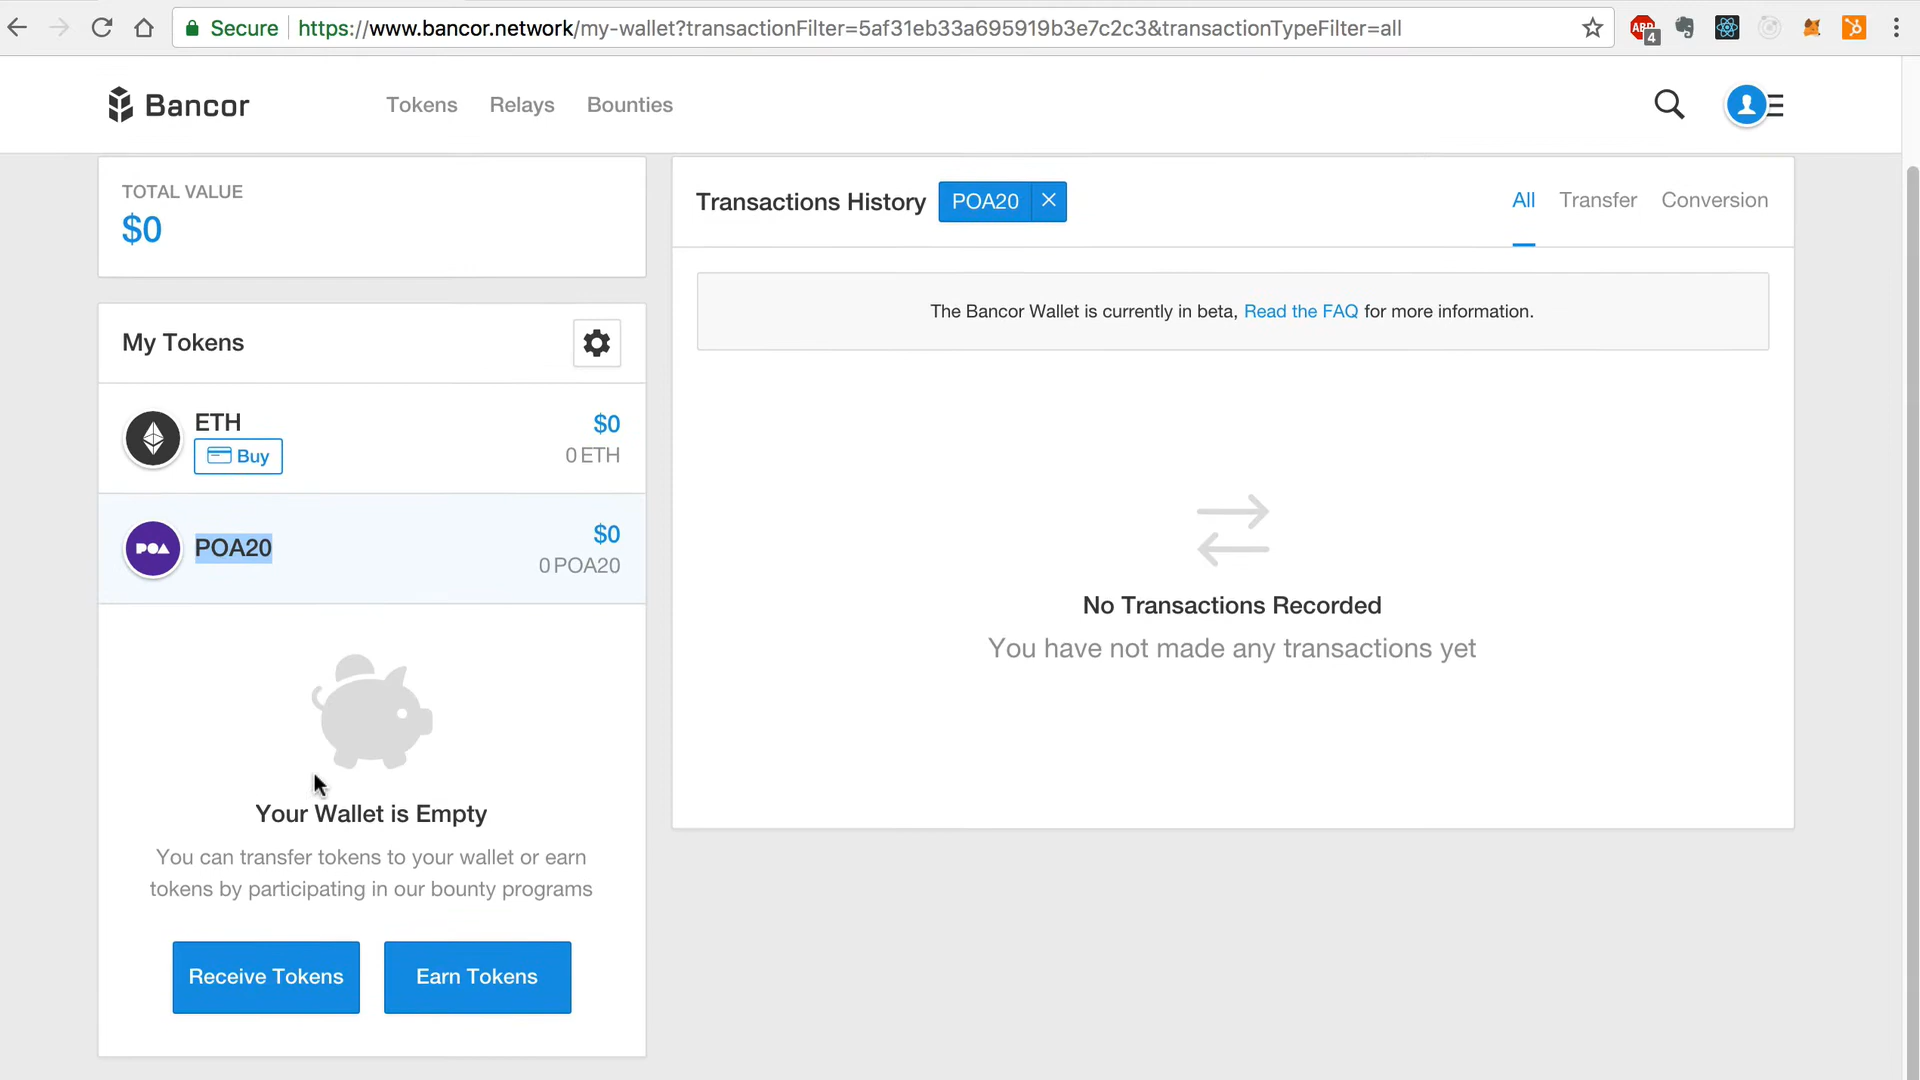 Secure https://www.bancor.network/my-wallet?transactionFilter=5af31eb33a695919b3e7c2c3&transactionTypeFilter=all
ABP
4
Bancor Tokens Relays Bounties
TOTAL VALUE
$0
My Tokens
ETH $0
Buy 0 ETH
POA POA20 $0
0 POA20
Your Wallet is Empty
You can transfer tokens to your wallet or earn
tokens by participating in our bounty programs
Receive Tokens Earn Tokens
Transactions History POA20 All Transfer Conversion
The Bancor Wallet is currently in beta, Read the FAQ for more information.
No Transactions Recorded
You have not made any transactions yet